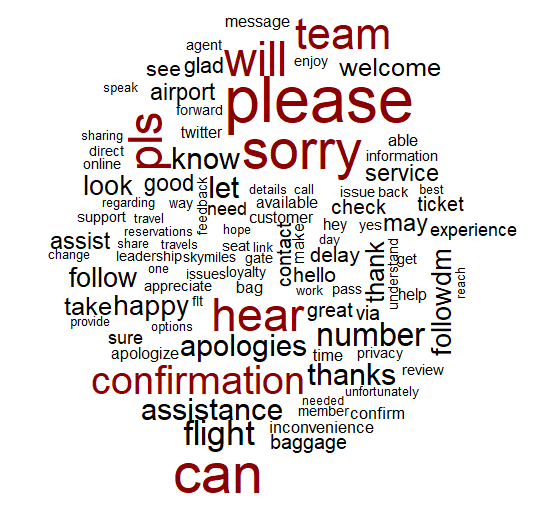 message
team
agent
will
enjoy
see
glad
welcome
speak
airport
please
forward
pls
twitter
sorry
sharing
able
direct
know
information
online
service
look
good
let
details
call
issue
back
best
regarding
way
feedback
need
available
check
ticket
support
travel
customer
hey
yes
may
experience
reservations
hope
contact
make
day
assist
share
travels
seat
link
delay
thank
understand
get
change
leadership
skymiles
gate
follow
one
issues
loyalty
hello
followdm
reach
appreciate
bag
work
pass
help
take
happy
flt
hear
great
via
provide
options
number
sure
apologies
time
privacy
apologize
confirmation
thanks
review
unfortunately
assistance
needed
member
confirm
flight
inconvenience
baggage
can